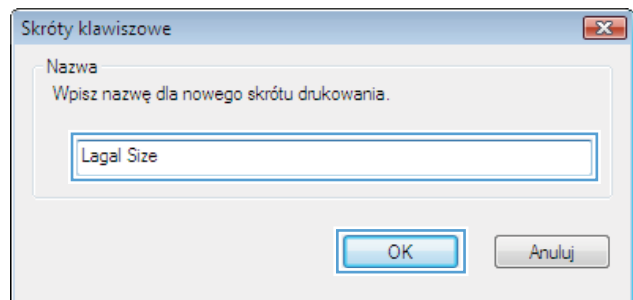 Skróty klawiszowe
Nazwa
Wpisz nazwę dla nowego skrótu drukowania.
Lagal Size
OK
Anuluj